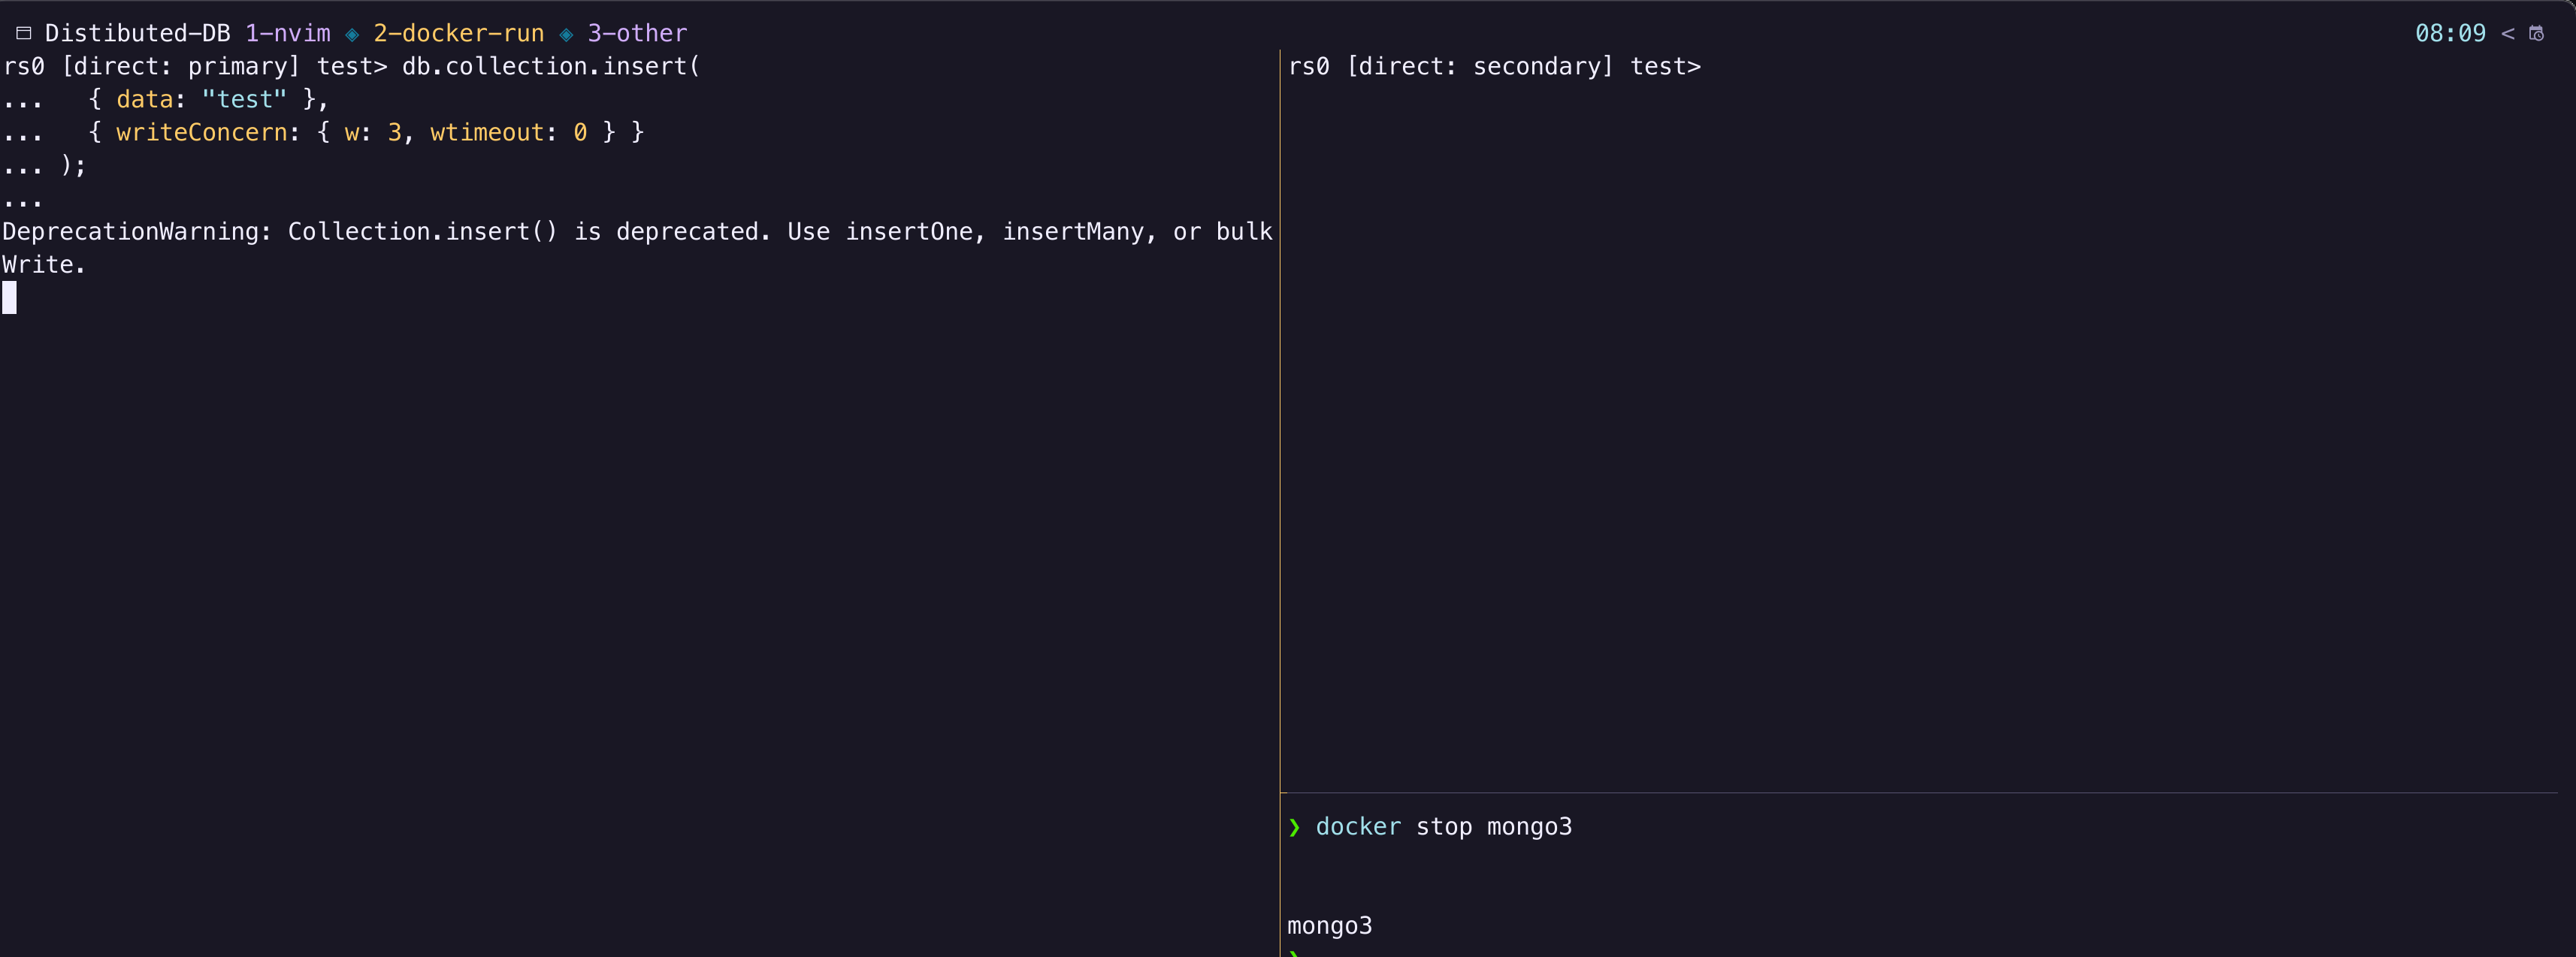 Distibuted-DB 1-nvim ◈ 2-docker-run ◈ 3-other 08:09 <
rs0 [direct: primary] test> db.collection.insert(
...   { data: "test" },
...   { writeConcern: { w: 3, wtimeout: 0 } }
... );
...
DeprecationWarning: Collection.insert() is deprecated. Use insertOne, insertMany, or bulk
Write.
rs0 [direct: secondary] test>
❯ docker stop mongo3
mongo3
❯